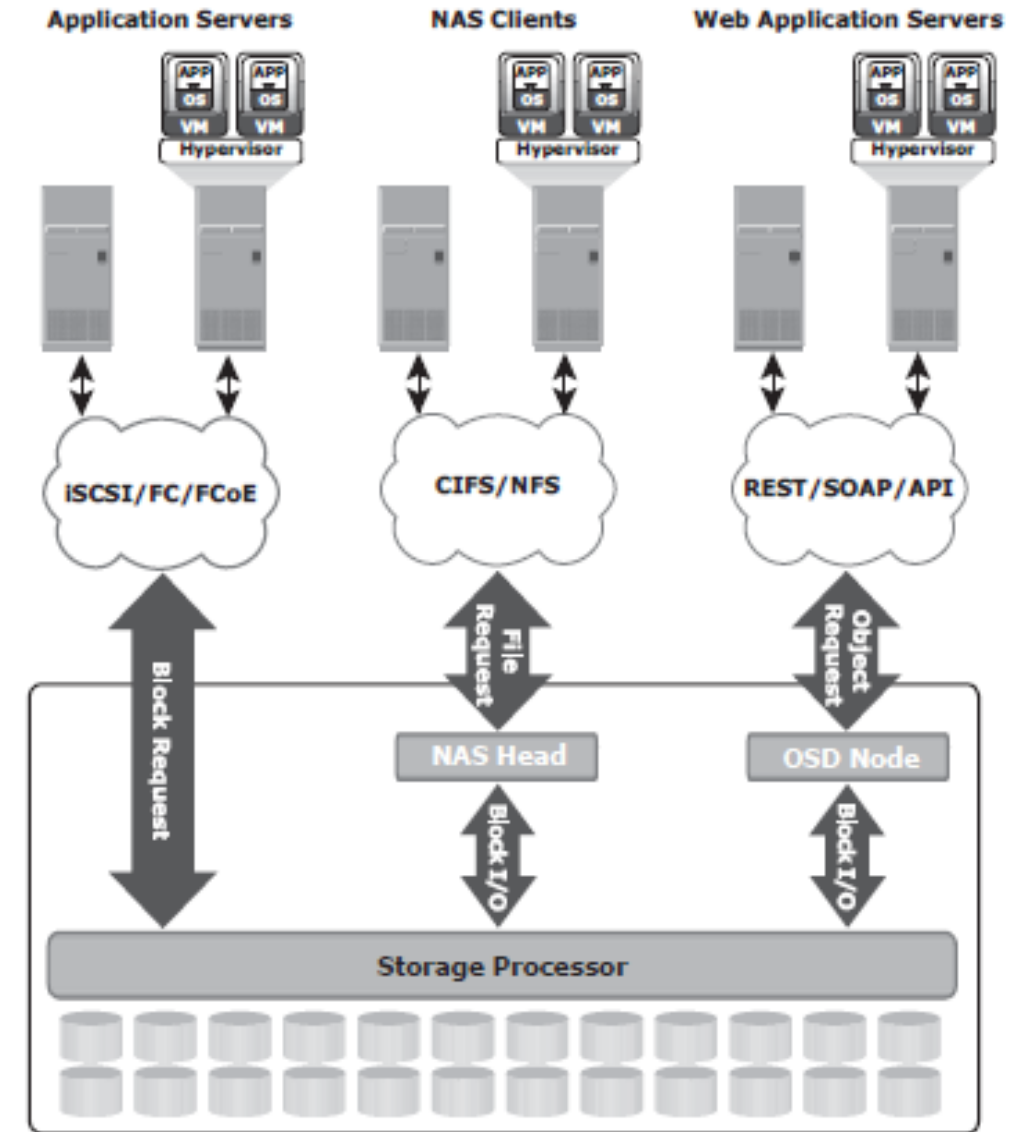 Application Servers
NAS Clients
Web Application Servers
APP
APP
OS
OS
VM
VM
Hypervisor
APP
APP
OS
OS
VM
VM
Hypervisor
APP
APP
OS
OS
VM
VM
Hypervisor
iSCSI/FC/FCoE
CIFS/NFS
REST/SOAP/API
Block Request
File
Request
Object
Request
NAS Head
OSD Node
Block I/O
Block I/O
Storage Processor